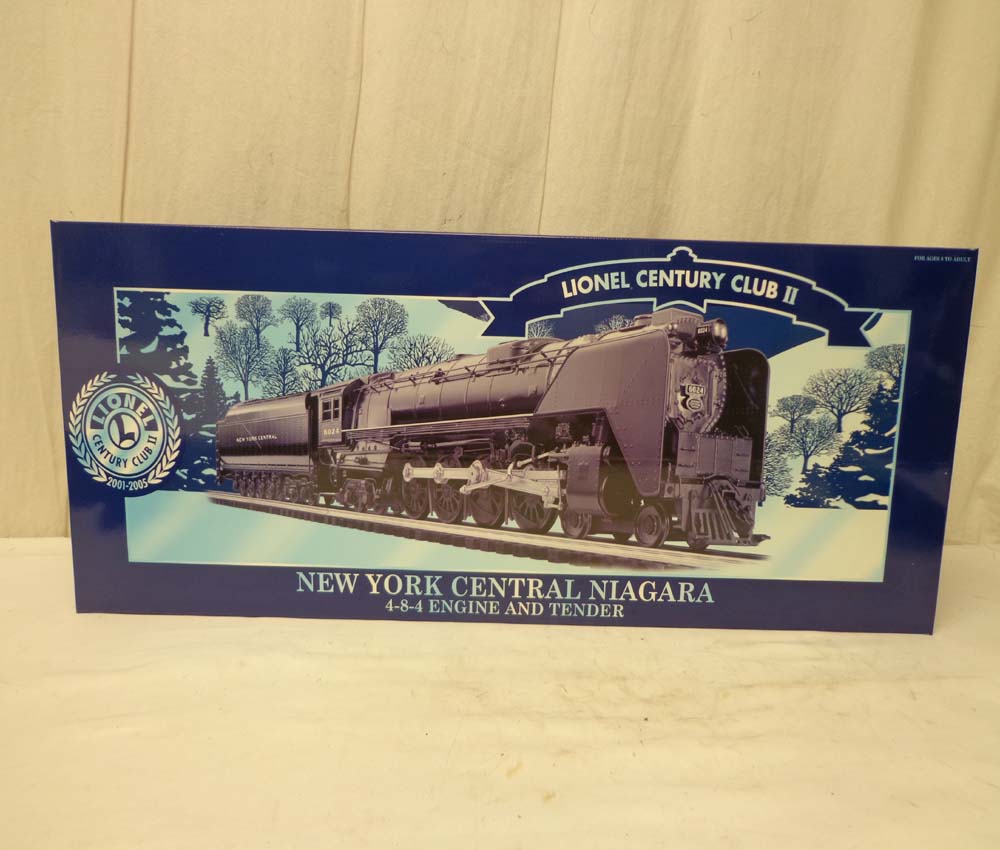 FOR AGES 8 TO ADULT
LIONEL CENTURY CLUB II
6024
6024
NEW YORK CENTRAL
6024
LIONEL
L
CENTURY CLUB II
2001-2005
NEW YORK CENTRAL NIAGARA
4-8-4 ENGINE AND TENDER